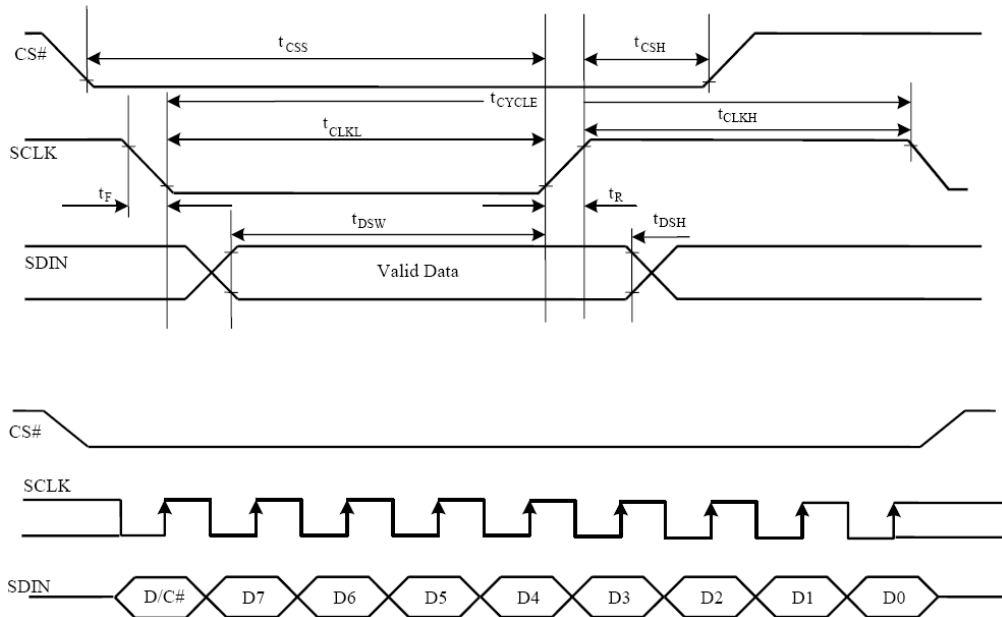 CS#
tCSS
tCSH
tCYCLE
tCLKL
tCLKH
SCLK
tF
tR
tDSW
tDSH
SDIN
Valid Data
CS#
SCLK
SDIN
D/C# D7 D6 D5 D4 D3 D2 D1 D0